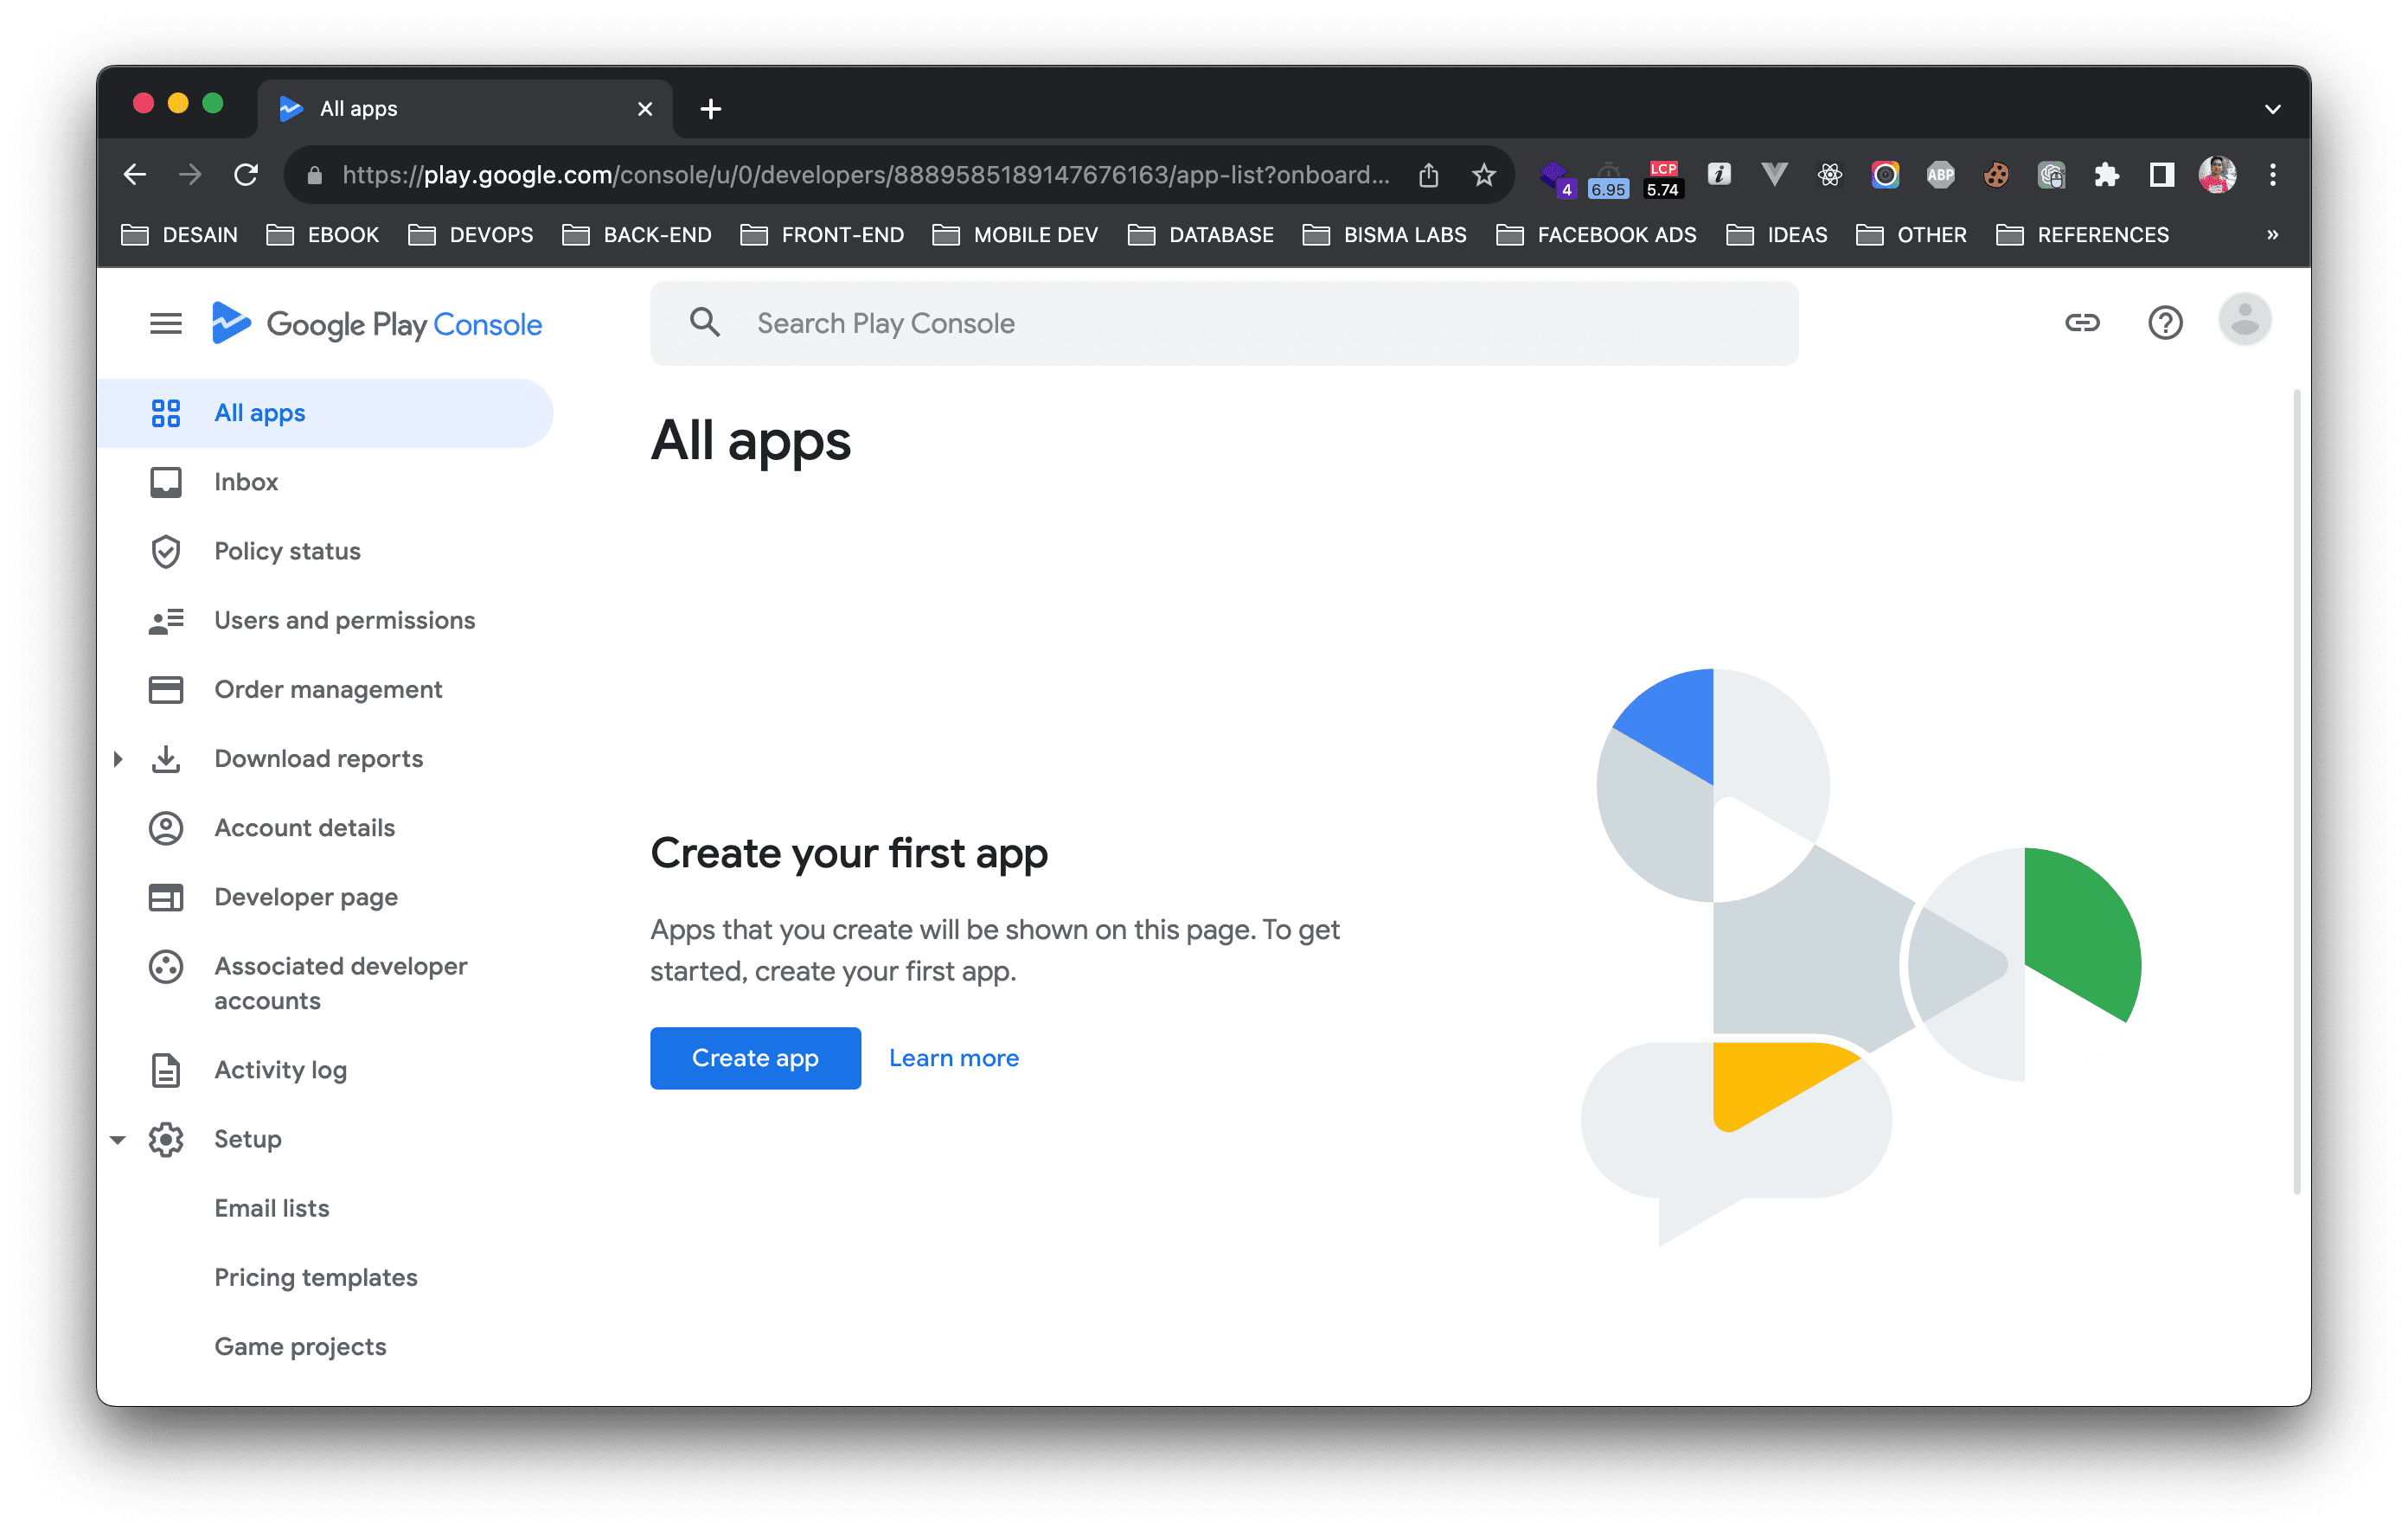 All apps
https://play.google.com/console/u/0/developers/8889585189147676163/app-list?onboard...
4
6.95
LCP
5.74
i
ABP
DESAIN
EBOOK
DEVOPS
BACK-END
FRONT-END
MOBILE DEV
DATABASE
BISMA LABS
FACEBOOK ADS
IDEAS
OTHER
REFERENCES
»
Google Play Console
Search Play Console
All apps
Inbox
Policy status
Users and permissions
Order management
Download reports
Account details
Developer page
Associated developer
accounts
Activity log
Setup
Email lists
Pricing templates
Game projects
All apps
Create your first app
Apps that you create will be shown on this page. To get
started, create your first app.
Create app
Learn more